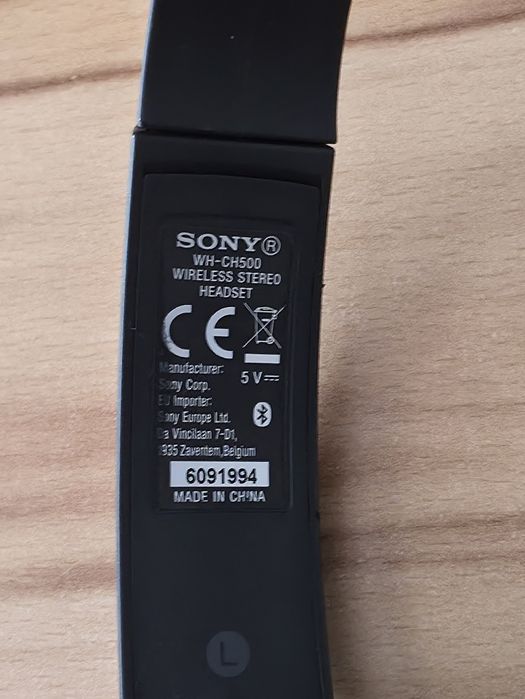 SONY®
WH-CH500
WIRELESS STEREO
HEADSET
CE
Manufacturer:
5 V⎓
Sony Corp.
EU Importer:
Sony Europe Ltd.
Da Vincilaan 7-D1,
1935 Zaventem,Belgium
6091994
MADE IN CHINA
L